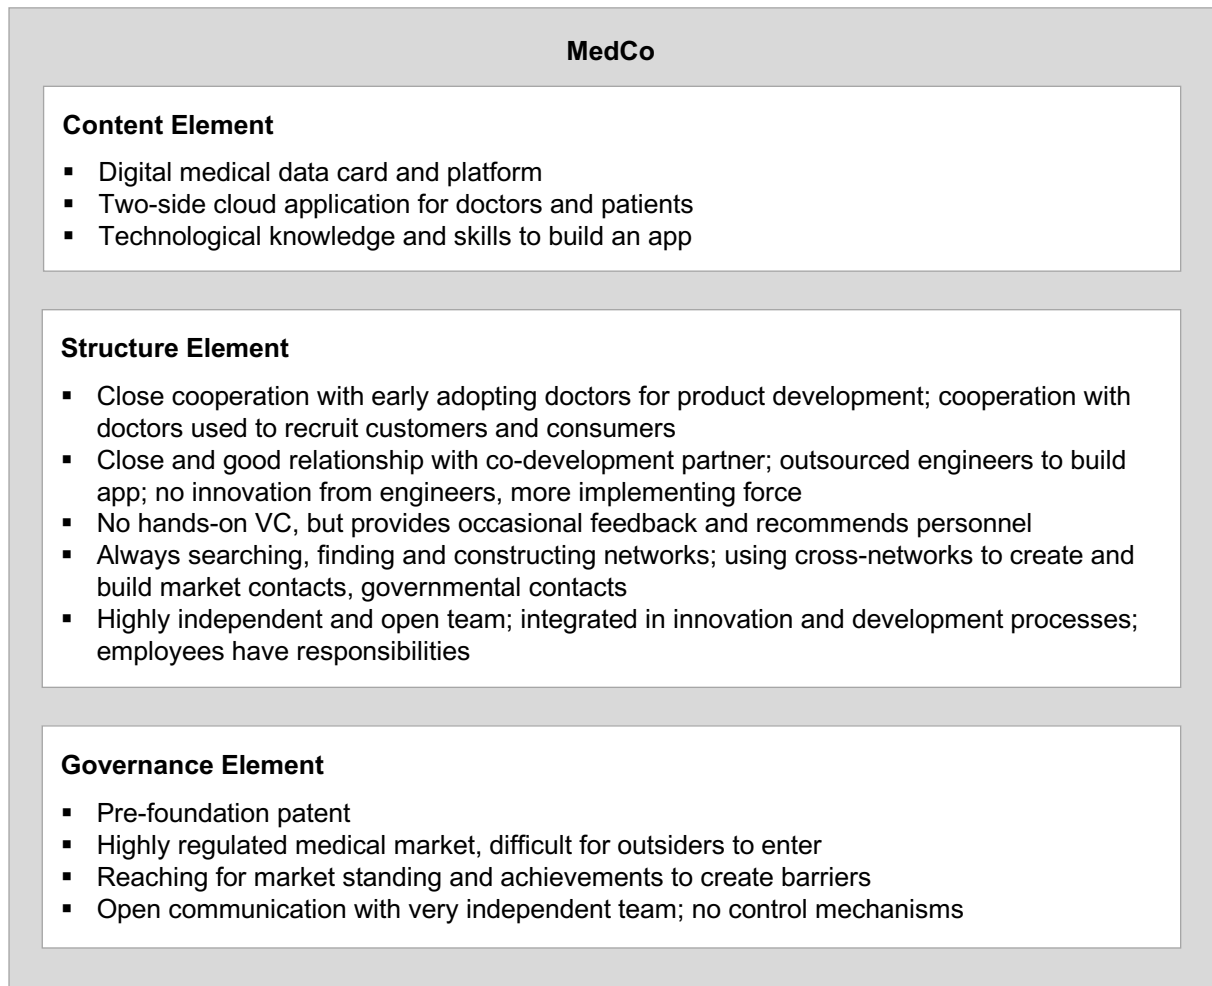 MedCo
Content Element
▪ Digital medical data card and platform
▪ Two-side cloud application for doctors and patients
▪ Technological knowledge and skills to build an app
Structure Element
▪ Close cooperation with early adopting doctors for product development; cooperation with
doctors used to recruit customers and consumers
▪ Close and good relationship with co-development partner; outsourced engineers to build
app; no innovation from engineers, more implementing force
▪ No hands-on VC, but provides occasional feedback and recommends personnel
▪ Always searching, finding and constructing networks; using cross-networks to create and
build market contacts, governmental contacts
▪ Highly independent and open team; integrated in innovation and development processes;
employees have responsibilities
Governance Element
▪ Pre-foundation patent
▪ Highly regulated medical market, difficult for outsiders to enter
▪ Reaching for market standing and achievements to create barriers
▪ Open communication with very independent team; no control mechanisms